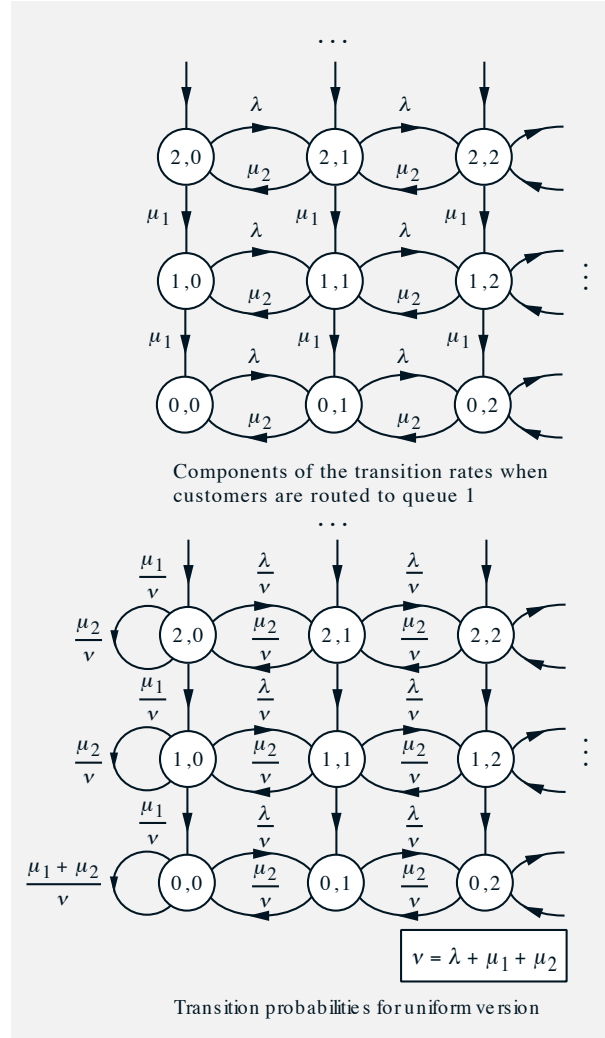 ...
λ λ
2,0 2,1 2,2
μ2 μ2
μ1 μ1 μ1
λ λ
1,0 1,1 1,2 ⋮
μ2 μ2
μ1 μ1 μ1
λ λ
0,0 0,1 0,2
μ2 μ2
Components of the transition rates when
customers are routed to queue 1
...
μ1/ν λ/ν λ/ν
μ2/ν 2,0 μ2/ν 2,1 μ2/ν 2,2
μ1/ν λ/ν λ/ν
μ2/ν 1,0 μ2/ν 1,1 μ2/ν 1,2 ⋮
μ1/ν λ/ν λ/ν
μ1 + μ2/ν 0,0 μ2/ν 0,1 μ2/ν 0,2
ν = λ + μ1 + μ2
Transition probabilities for uniform version